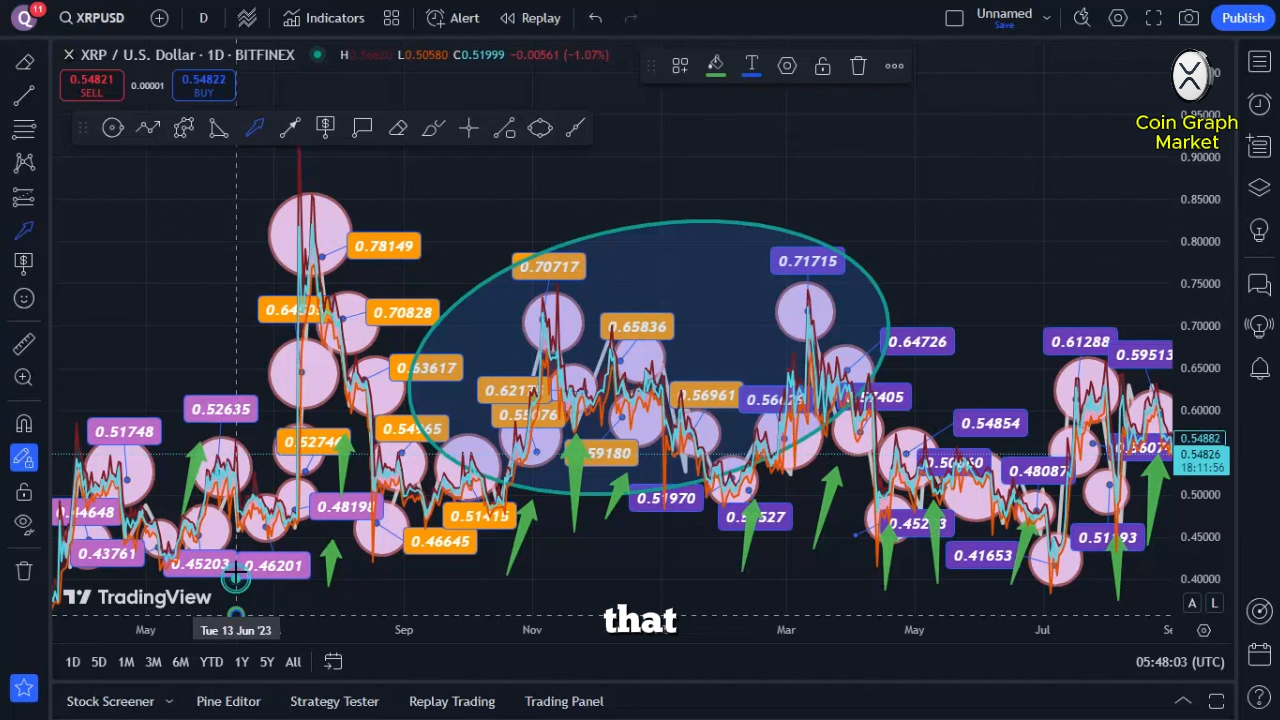 Q 11 XRPUSD D Indicators Alert Replay Unnamed Save Publish
XRP / U.S. Dollar · 1D · BITFINEX
L0.50580 C0.51999 −0.00561 (−1.07%)
0.54821 SELL 0.00001 0.54822 BUY
Coin Graph
Market
0.90000
0.85000
0.80000
0.75000
0.70000
0.65000
0.60000
0.54882
0.54826
18:11:56
0.50000
0.45000
0.40000
0.78149
0.70717
0.71715
0.70828
0.65836
0.64726
0.61288
0.59513
0.63617
0.56961
0.52635
0.51748
0.54965
0.54854
0.48087
0.51970
0.48198
0.51415
0.46645
0.43761
0.45203
0.46201
0.41653
TradingView
A L
that
May
Tue 13 Jun '23
Sep
Nov
Mar
May
Jul
1D 5D 1M 3M 6M YTD 1Y 5Y All
05:48:03 (UTC)
Stock Screener Pine Editor Strategy Tester Replay Trading Trading Panel